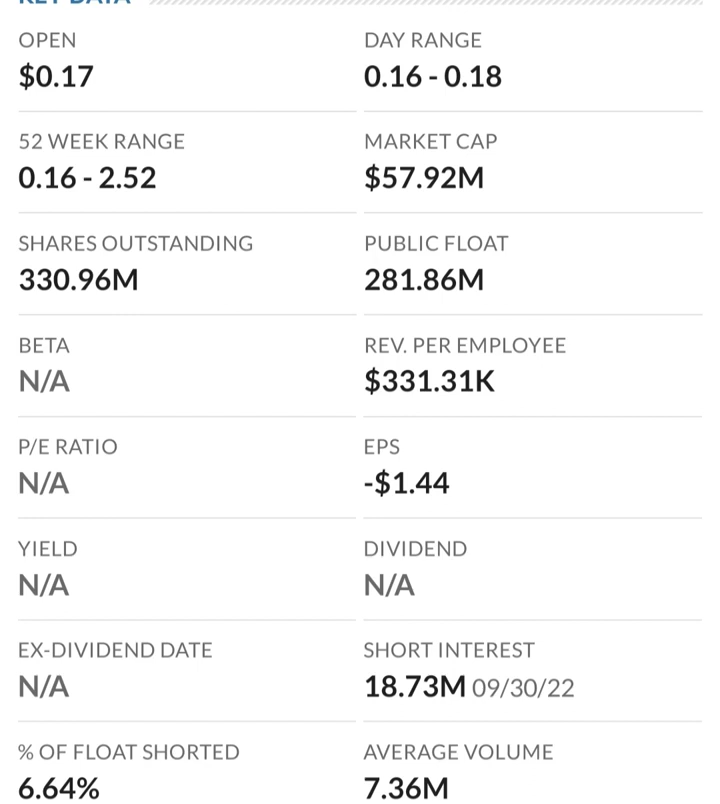 KEY DATA
OPEN
$0.17
DAY RANGE
0.16 - 0.18
52 WEEK RANGE
0.16 - 2.52
MARKET CAP
$57.92M
SHARES OUTSTANDING
330.96M
PUBLIC FLOAT
281.86M
BETA
N/A
REV. PER EMPLOYEE
$331.31K
P/E RATIO
N/A
EPS
-$1.44
YIELD
N/A
DIVIDEND
N/A
EX-DIVIDEND DATE
N/A
SHORT INTEREST
18.73M 09/30/22
% OF FLOAT SHORTED
6.64%
AVERAGE VOLUME
7.36M